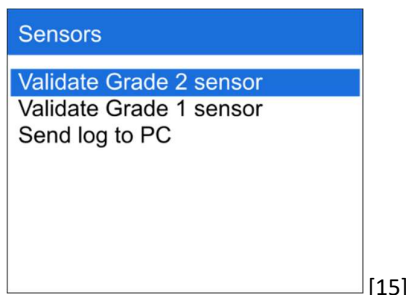 Sensors
Validate Grade 2 sensor
Validate Grade 1 sensor
Send log to PC
[15]